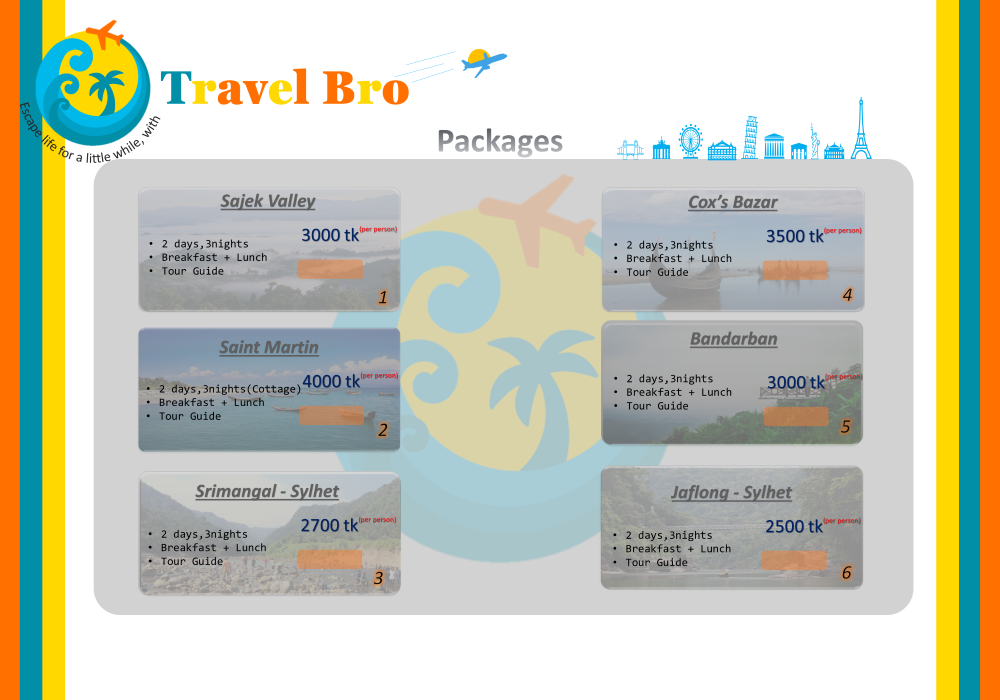 Travel Bro
Escape life for a little while, with
Packages
Sajek Valley
3000 tk(per person)
• 2 days,3nights
• Breakfast + Lunch
• Tour Guide
1
Saint Martin
4000 tk(per person)
• 2 days,3nights(Cottage)
• Breakfast + Lunch
• Tour Guide
2
Srimangal - Sylhet
2700 tk(per person)
• 2 days,3nights
• Breakfast + Lunch
• Tour Guide
3
Cox's Bazar
3500 tk(per person)
• 2 days,3nights
• Breakfast + Lunch
• Tour Guide
4
Bandarban
3000 tk(per person)
• 2 days,3nights
• Breakfast + Lunch
• Tour Guide
5
Jaflong - Sylhet
2500 tk(per person)
• 2 days,3nights
• Breakfast + Lunch
• Tour Guide
6